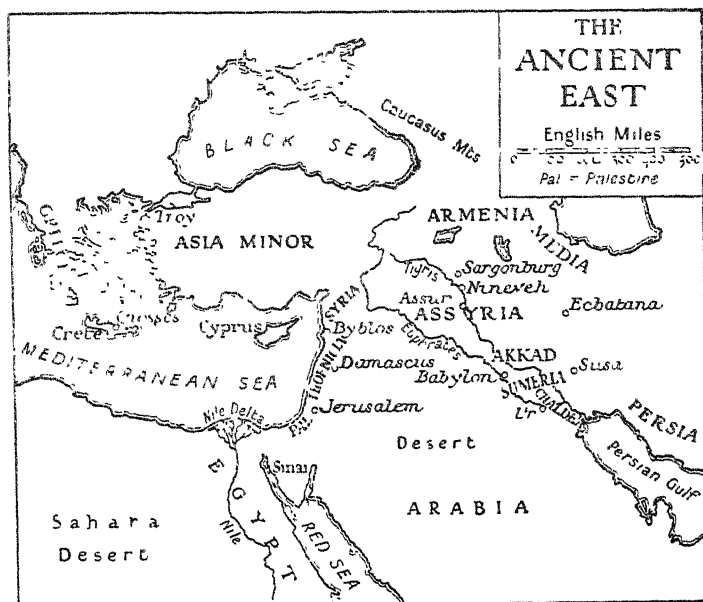 THE
ANCIENT
EAST
English Miles
Pal = Palestine
Caucasus Mts
BLACK SEA
Troy
ARMENIA
MEDIA
ASIA MINOR
Tigris
Sargonburg
Nineveh
SYRIA
Assur
ASSYRIA
Ecbatana
Crete
Cyprus
Byblos
Euphrates
MEDITERRANEAN SEA
Damascus
AKKAD
Babylon
SUMERIA
Susa
Nile Delta
PAL
Jerusalem
PERSIA
Desert
Persian Gulf
Sinai
EGYPT
Nile
ARABIA
Sahara
Desert
RED SEA